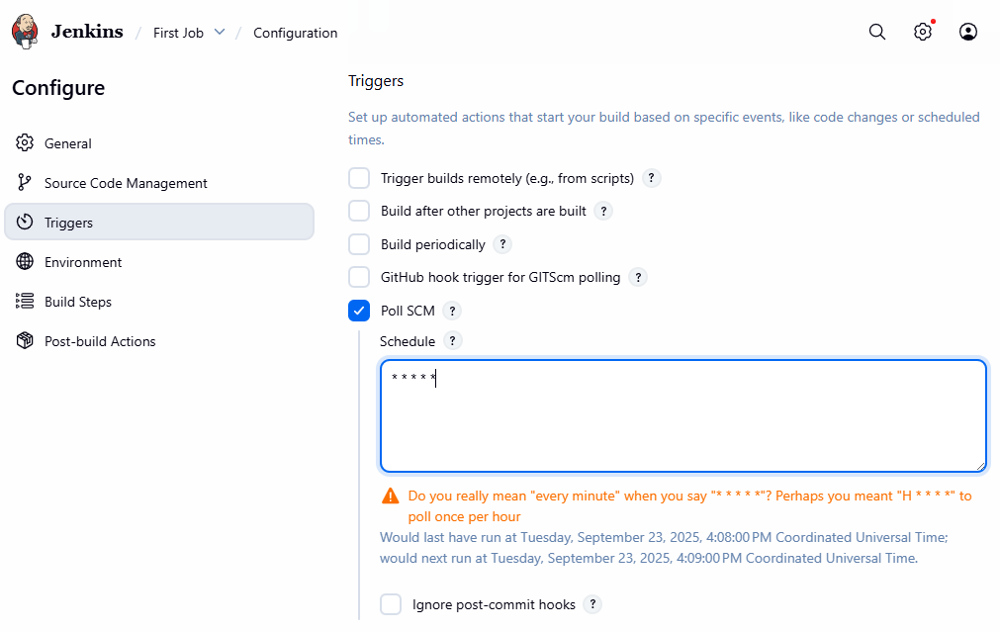 Jenkins / First Job / Configuration
Configure
General
Source Code Management
Triggers
Environment
Build Steps
Post-build Actions
Triggers
Set up automated actions that start your build based on specific events, like code changes or scheduled
times.
Trigger builds remotely (e.g., from scripts) ?
Build after other projects are built ?
Build periodically ?
GitHub hook trigger for GITScm polling ?
Poll SCM ?
Schedule ?
* * * * *
Do you really mean "every minute" when you say "* * * * *"? Perhaps you meant "H * * * *" to
poll once per hour
Would last have run at Tuesday, September 23, 2025, 4:08:00 PM Coordinated Universal Time;
would next run at Tuesday, September 23, 2025, 4:09:00 PM Coordinated Universal Time.
Ignore post-commit hooks ?